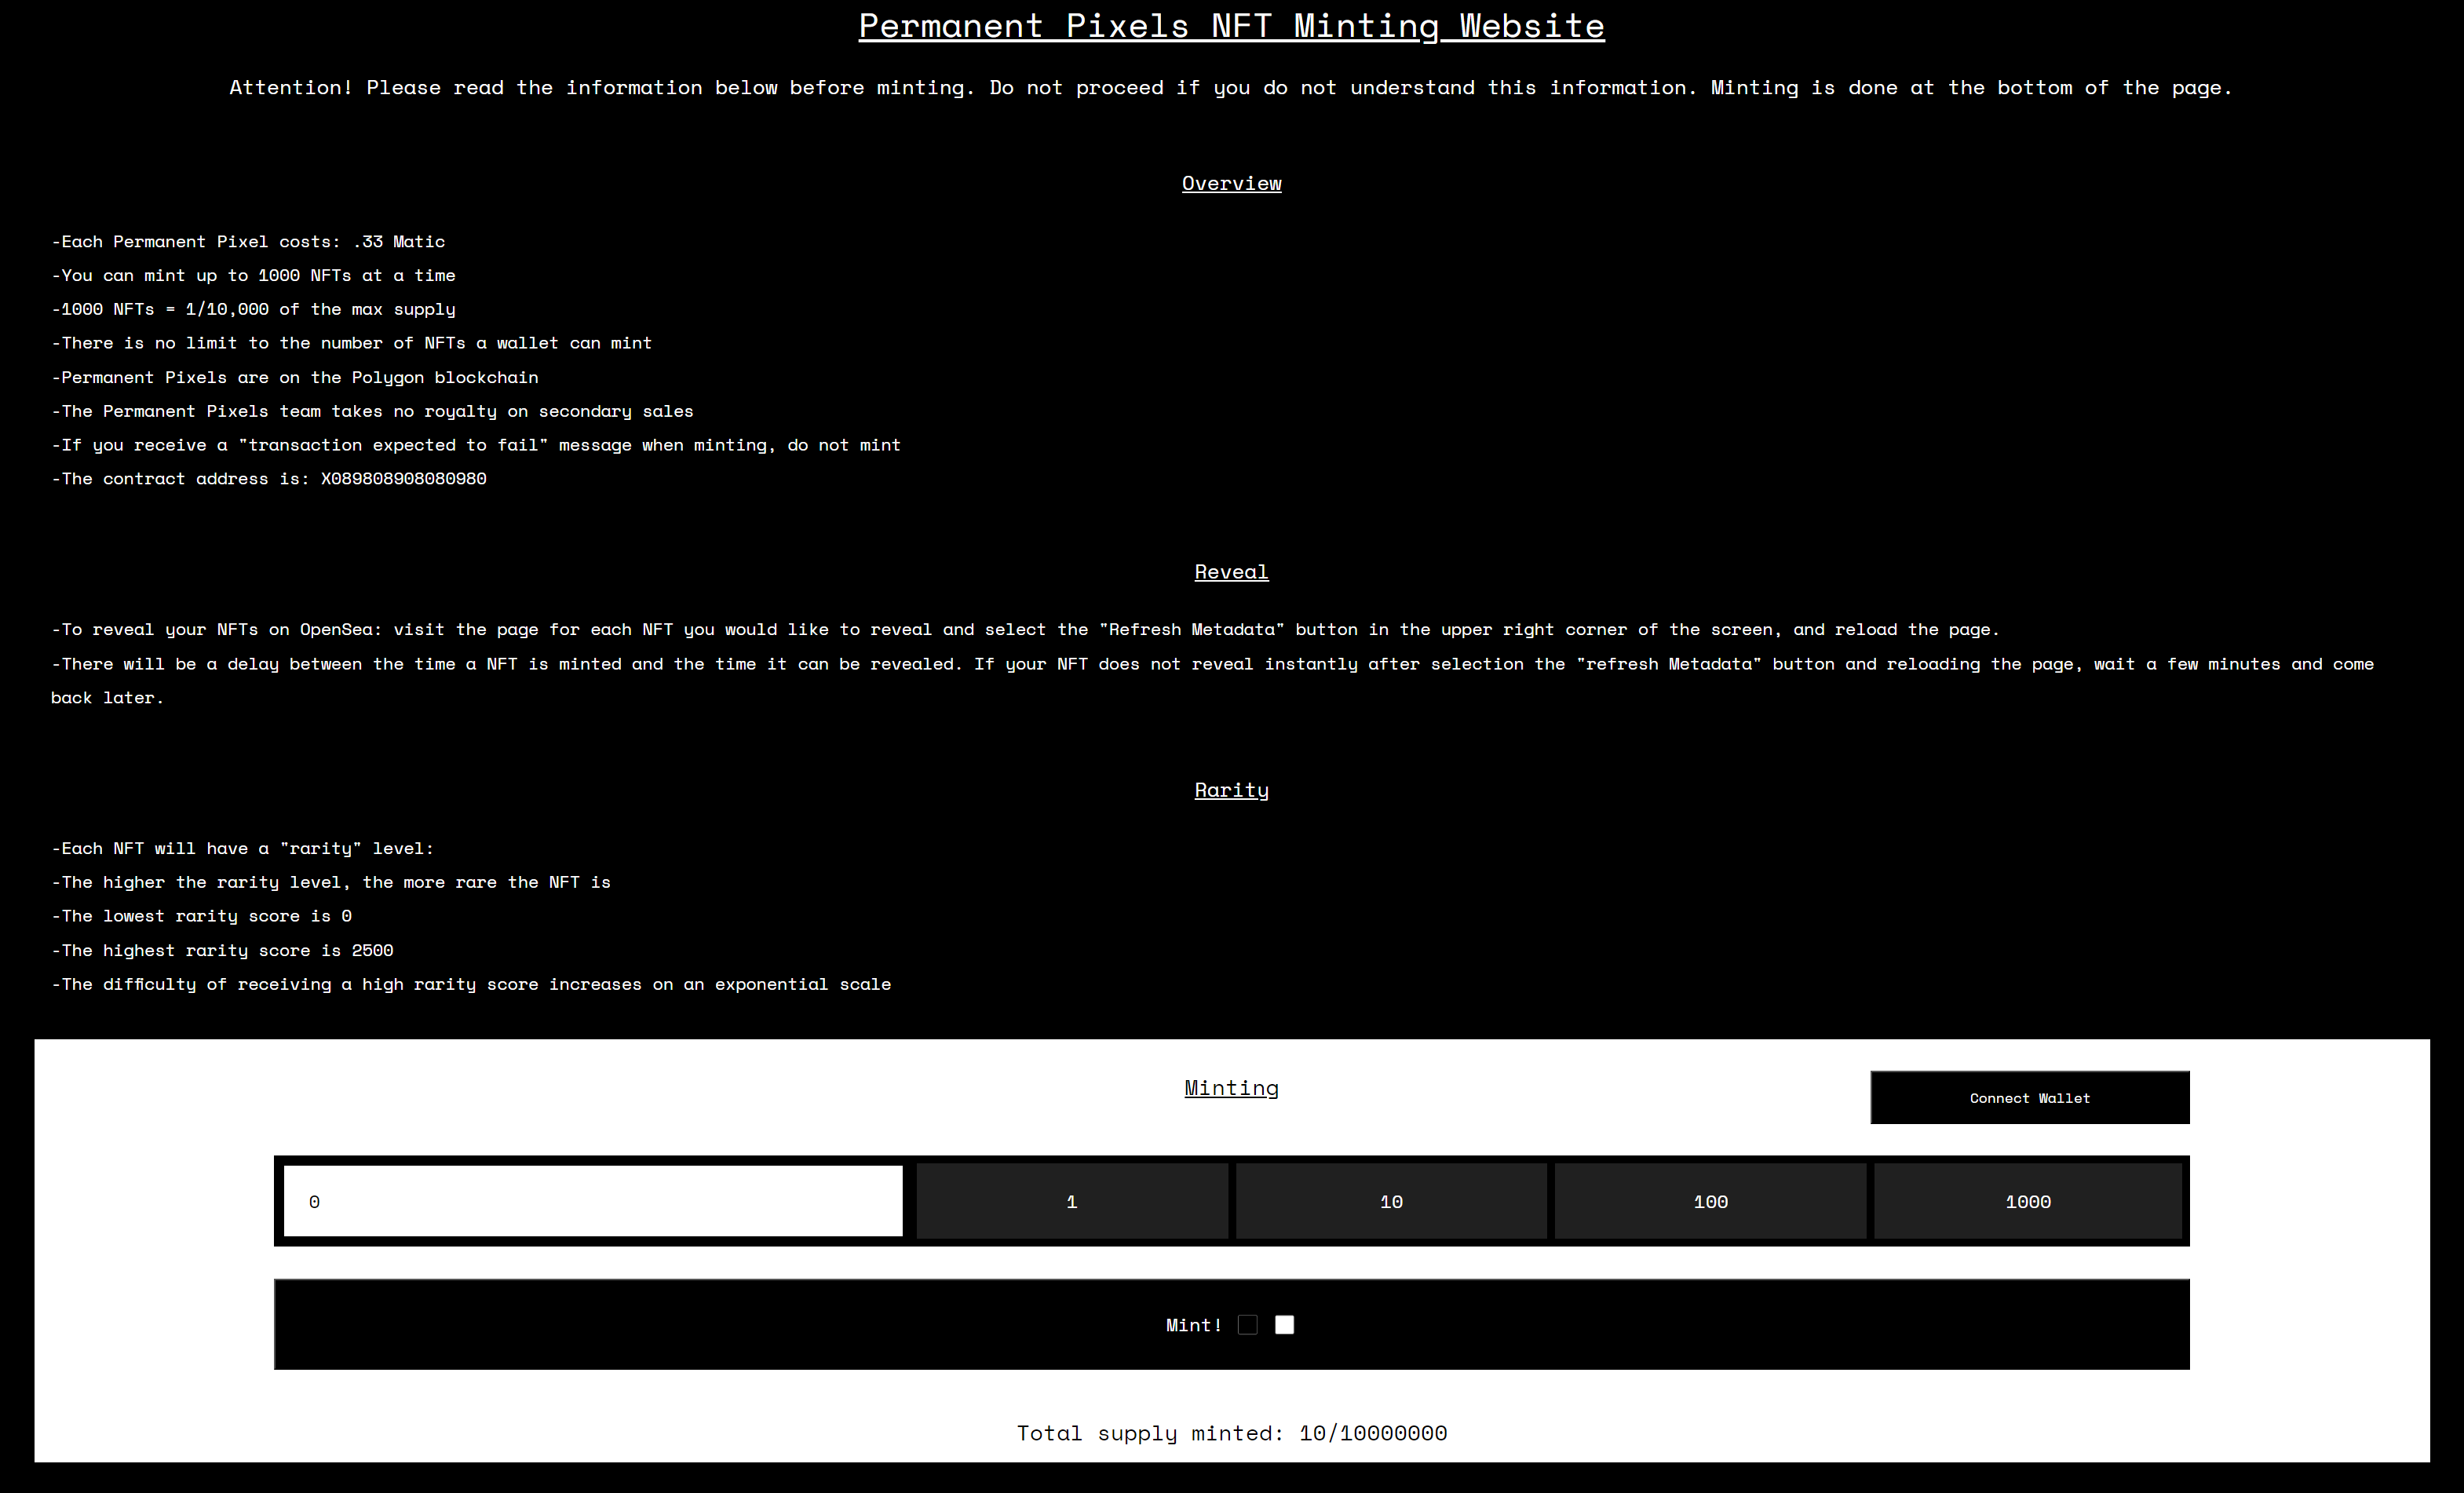 Permanent Pixels NFT Minting Website
Attention! Please read the information below before minting. Do not proceed if you do not understand this information. Minting is done at the bottom of the page.
Overview
-Each Permanent Pixel costs: .33 Matic
-You can mint up to 1000 NFTs at a time
-1000 NFTs = 1/10,000 of the max supply
-There is no limit to the number of NFTs a wallet can mint
-Permanent Pixels are on the Polygon blockchain
-The Permanent Pixels team takes no royalty on secondary sales
-If you receive a "transaction expected to fail" message when minting, do not mint
-The contract address is: X089808908080980
Reveal
-To reveal your NFTs on OpenSea: visit the page for each NFT you would like to reveal and select the "Refresh Metadata" button in the upper right corner of the screen, and reload the page.
-There will be a delay between the time a NFT is minted and the time it can be revealed. If your NFT does not reveal instantly after selection the "refresh Metadata" button and reloading the page, wait a few minutes and come
back later.
Rarity
-Each NFT will have a "rarity" level:
-The higher the rarity level, the more rare the NFT is
-The lowest rarity score is 0
-The highest rarity score is 2500
-The difficulty of receiving a high rarity score increases on an exponential scale
Minting
Connect Wallet
0
1
10
100
1000
Mint!
Total supply minted: 10/10000000